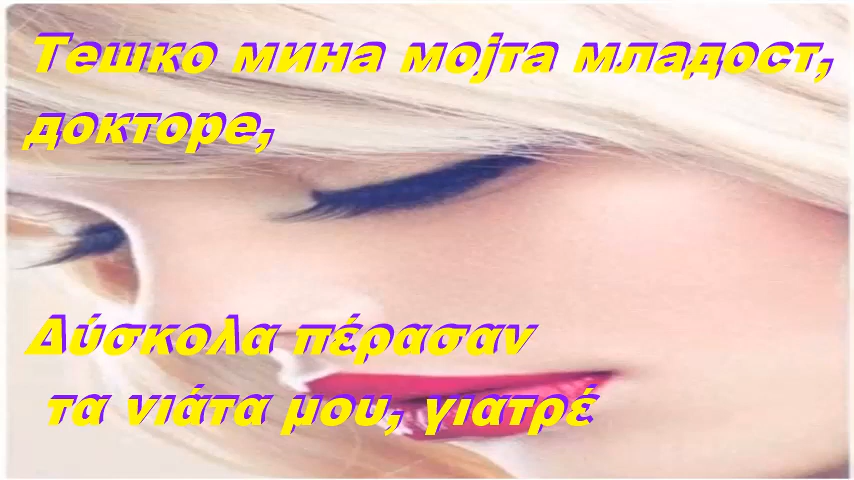 Тешко мина мојта младост,
докторе,
Δύσκολα πέρασαν
τα νιάτα μου, γιατρέ